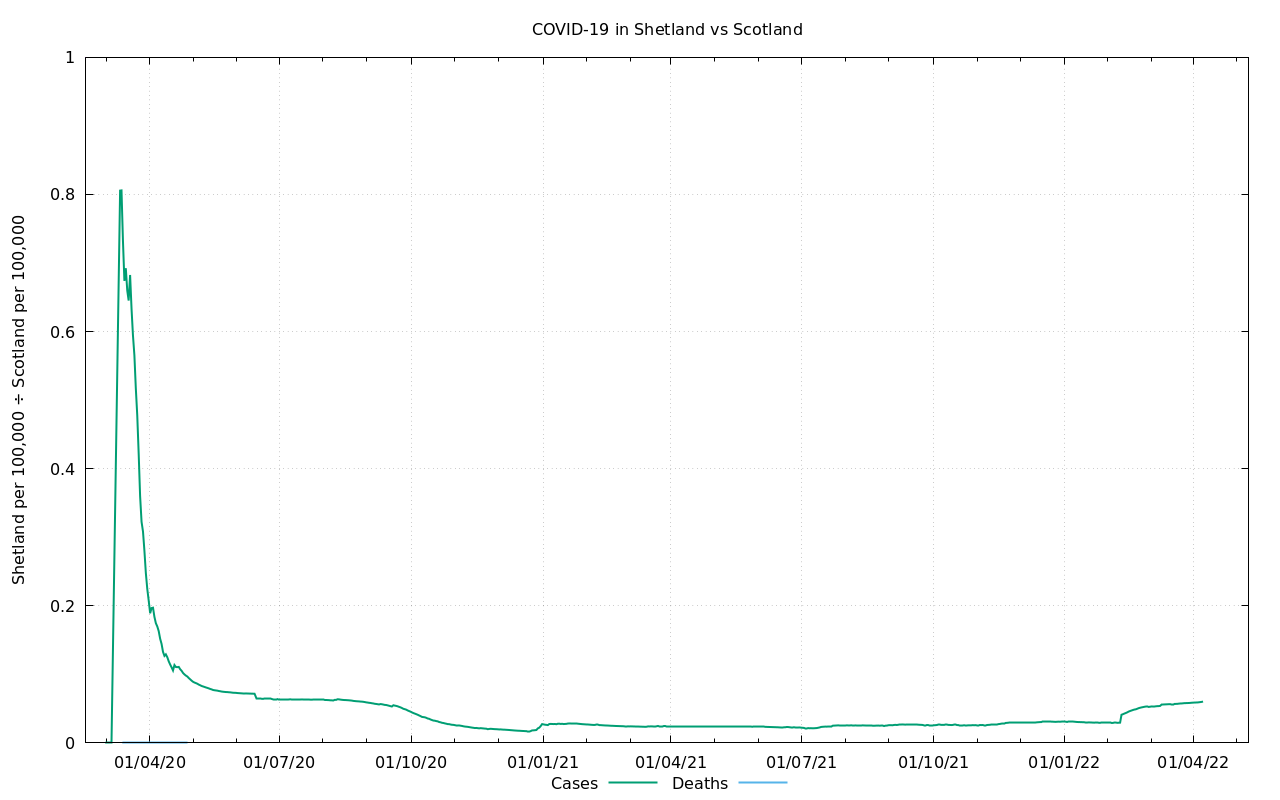 COVID-19 in Shetland vs Scotland
1
0.8
0.6
0.4
0.2
0
Shetland per 100,000 ÷ Scotland per 100,000
01/04/20 01/07/20 01/10/20 01/01/21 01/04/21 01/07/21 01/10/21 01/01/22 01/04/22
Cases Deaths